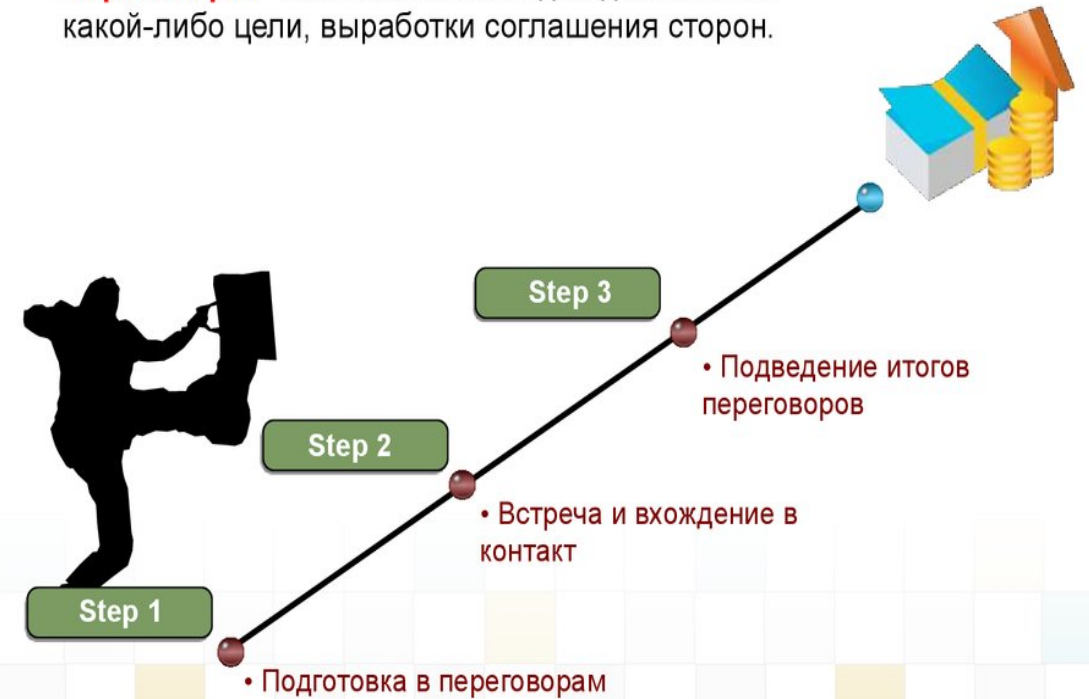 какой-либо цели, выработки соглашения сторон.
Step 3
• Подведение итогов
переговоров
Step 2
• Встреча и вхождение в
контакт
Step 1
• Подготовка в переговорам